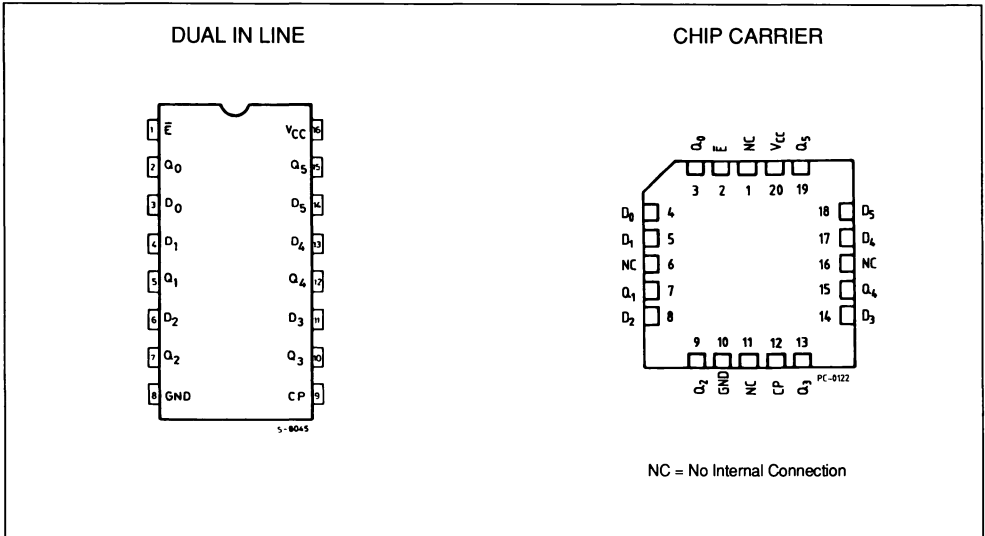 DUAL IN LINE
1 E̅ VCC 16
2 Q0 Q5 15
3 D0 D5 14
4 D1 D4 13
5 Q1 Q4 12
6 D2 D3 11
7 Q2 Q3 10
8 GND CP 9
S-8045
CHIP CARRIER
Q0 E̅ NC VCC Q5
3 2 1 20 19
D0 4 18 D5
D1 5 17 D4
NC 6 16 NC
Q1 7 15 Q4
D2 8 14 D3
9 10 11 12 13
Q2 GND NC CP Q3
PC-0122
NC = No Internal Connection